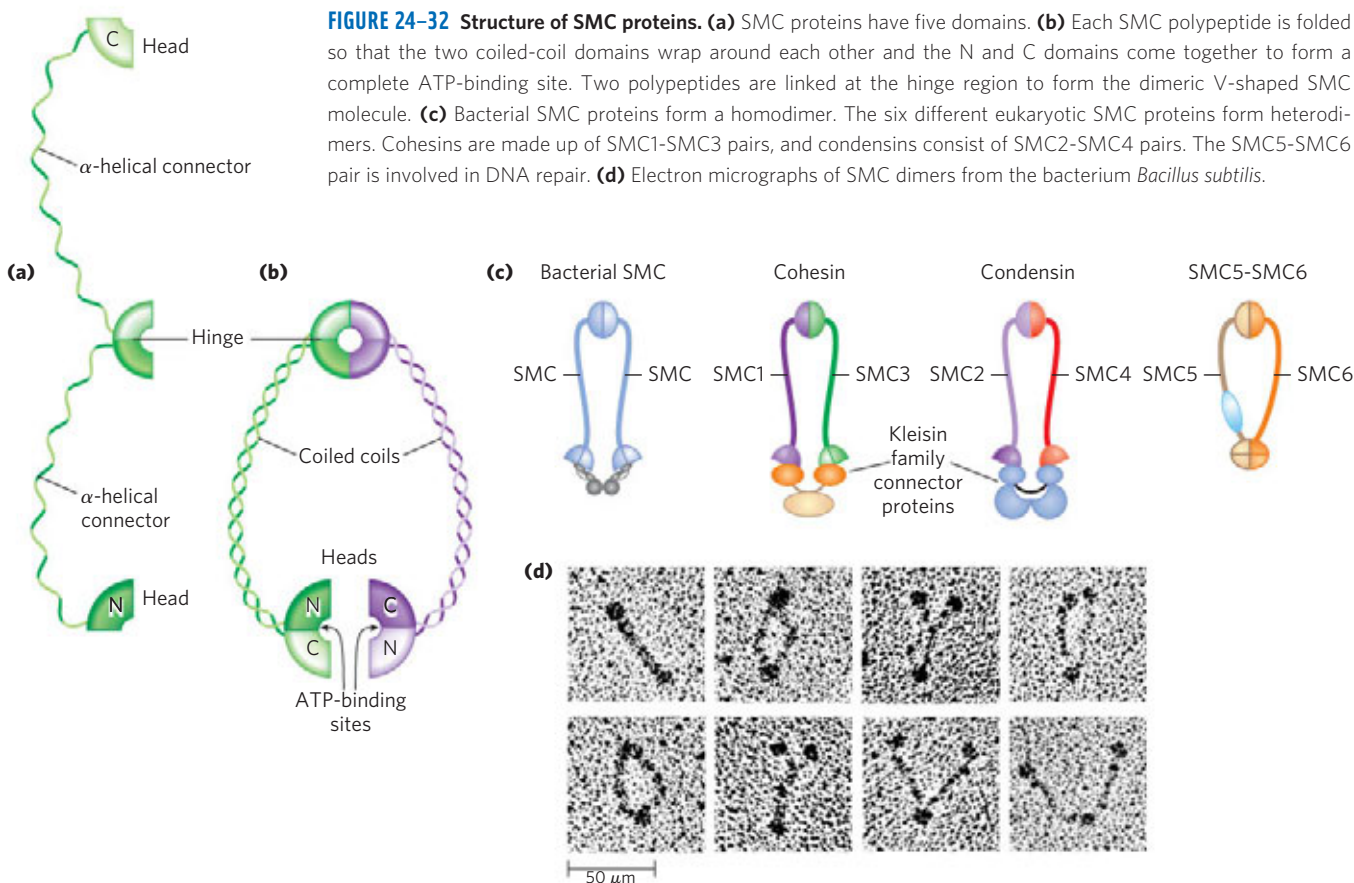 FIGURE 24–32 Structure of SMC proteins. (a) SMC proteins have five domains. (b) Each SMC polypeptide is folded
so that the two coiled-coil domains wrap around each other and the N and C domains come together to form a
complete ATP-binding site. Two polypeptides are linked at the hinge region to form the dimeric V-shaped SMC
molecule. (c) Bacterial SMC proteins form a homodimer. The six different eukaryotic SMC proteins form heterodi-
mers. Cohesins are made up of SMC1-SMC3 pairs, and condensins consist of SMC2-SMC4 pairs. The SMC5-SMC6
pair is involved in DNA repair. (d) Electron micrographs of SMC dimers from the bacterium Bacillus subtilis.
(a)
C
Head
α-helical connector
Hinge
α-helical
connector
N
Head
(b)
Coiled coils
Heads
N
C
C
N
ATP-binding
sites
(c)
Bacterial SMC
Cohesin
Condensin
SMC5-SMC6
SMC
SMC
SMC1
SMC3
SMC2
SMC4
SMC5
SMC6
Kleisin
family
connector
proteins
(d)
50 μm